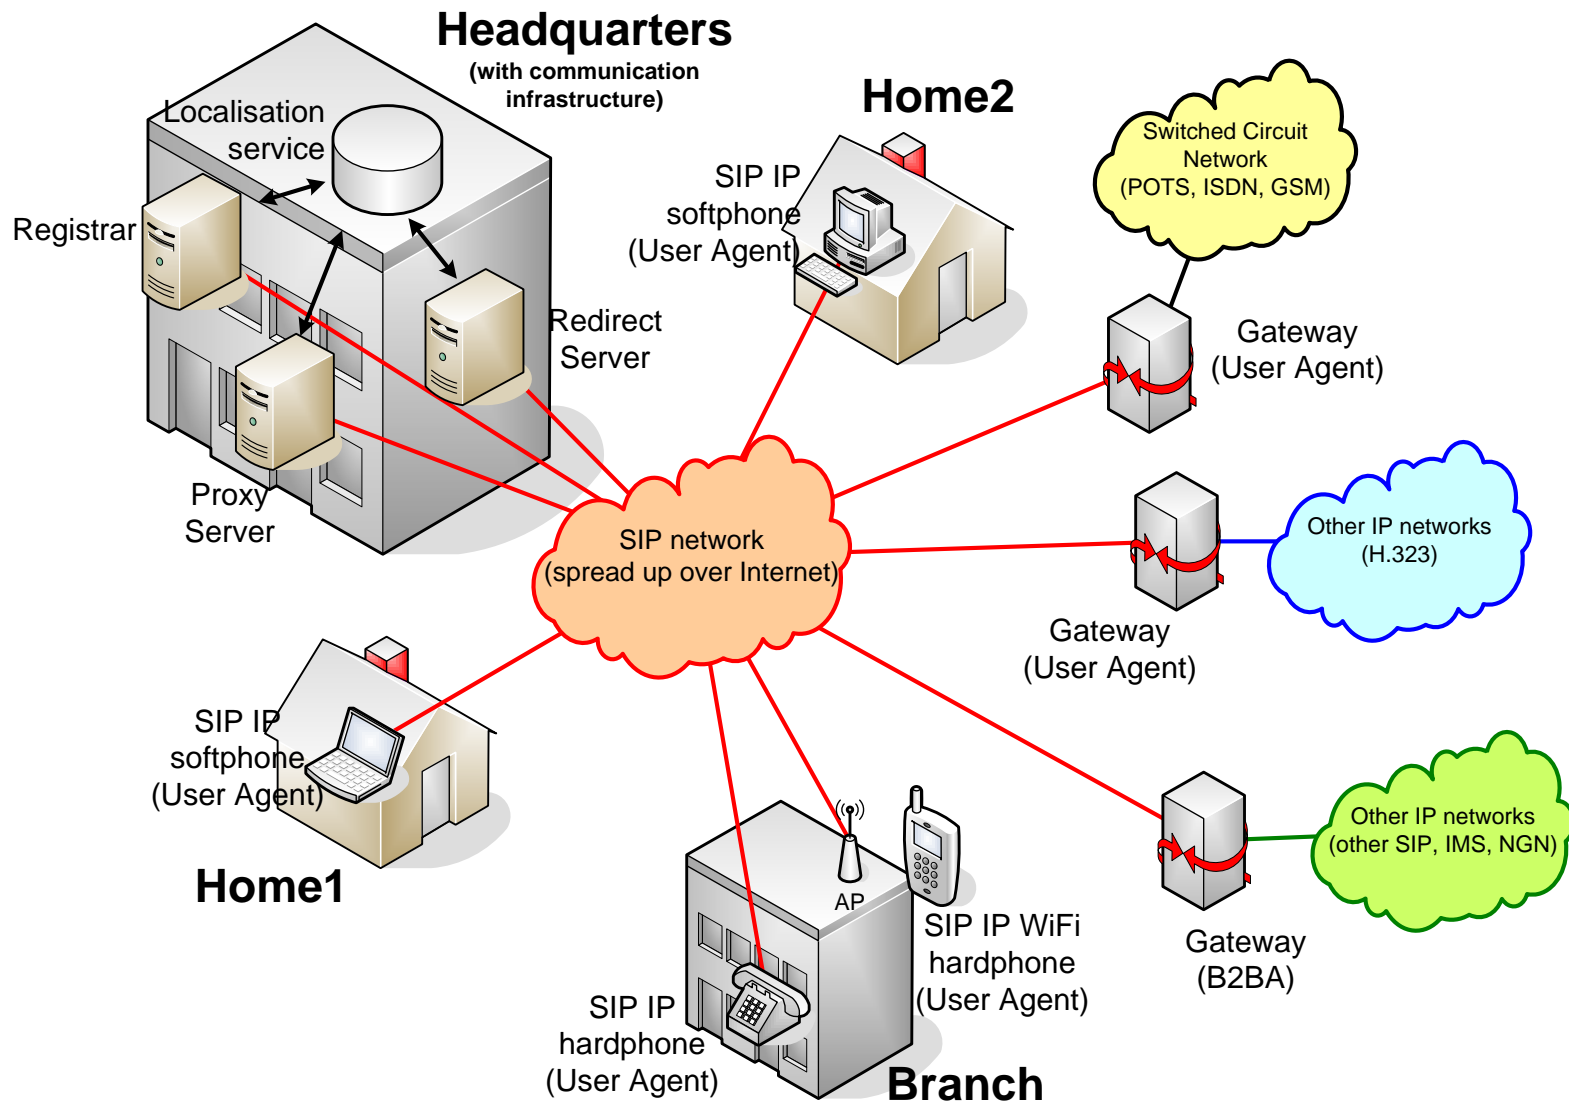 Headquarters
(with communication
infrastructure)
Localisation
service
Registrar
Redirect
Server
Proxy
Server
Home2
SIP IP
softphone
(User Agent)
Switched Circuit
Network
(POTS, ISDN, GSM)
Gateway
(User Agent)
SIP network
(spread up over Internet)
Other IP networks
(H.323)
Gateway
(User Agent)
SIP IP
softphone
(User Agent)
Home1
Other IP networks
(other SIP, IMS, NGN)
Gateway
(B2BA)
AP
SIP IP WiFi
hardphone
(User Agent)
SIP IP
hardphone
(User Agent)
Branch